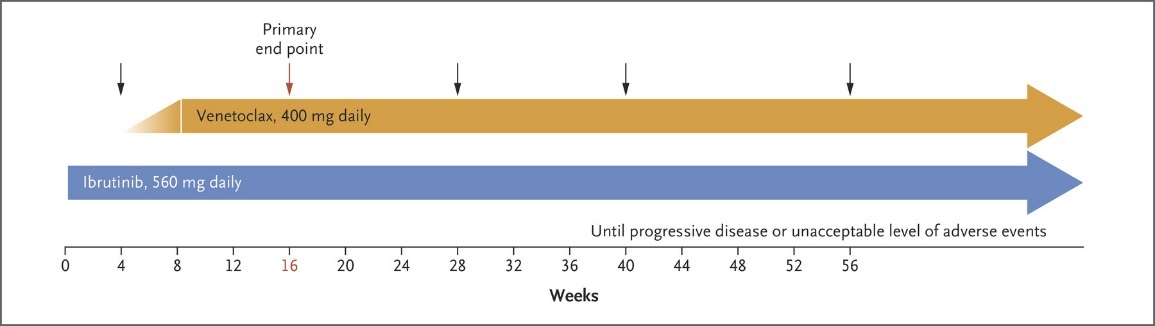 Primary
end point
Venetoclax, 400 mg daily
Ibrutinib, 560 mg daily
Until progressive disease or unacceptable level of adverse events
0 4 8 12 16 20 24 28 32 36 40 44 48 52 56
Weeks